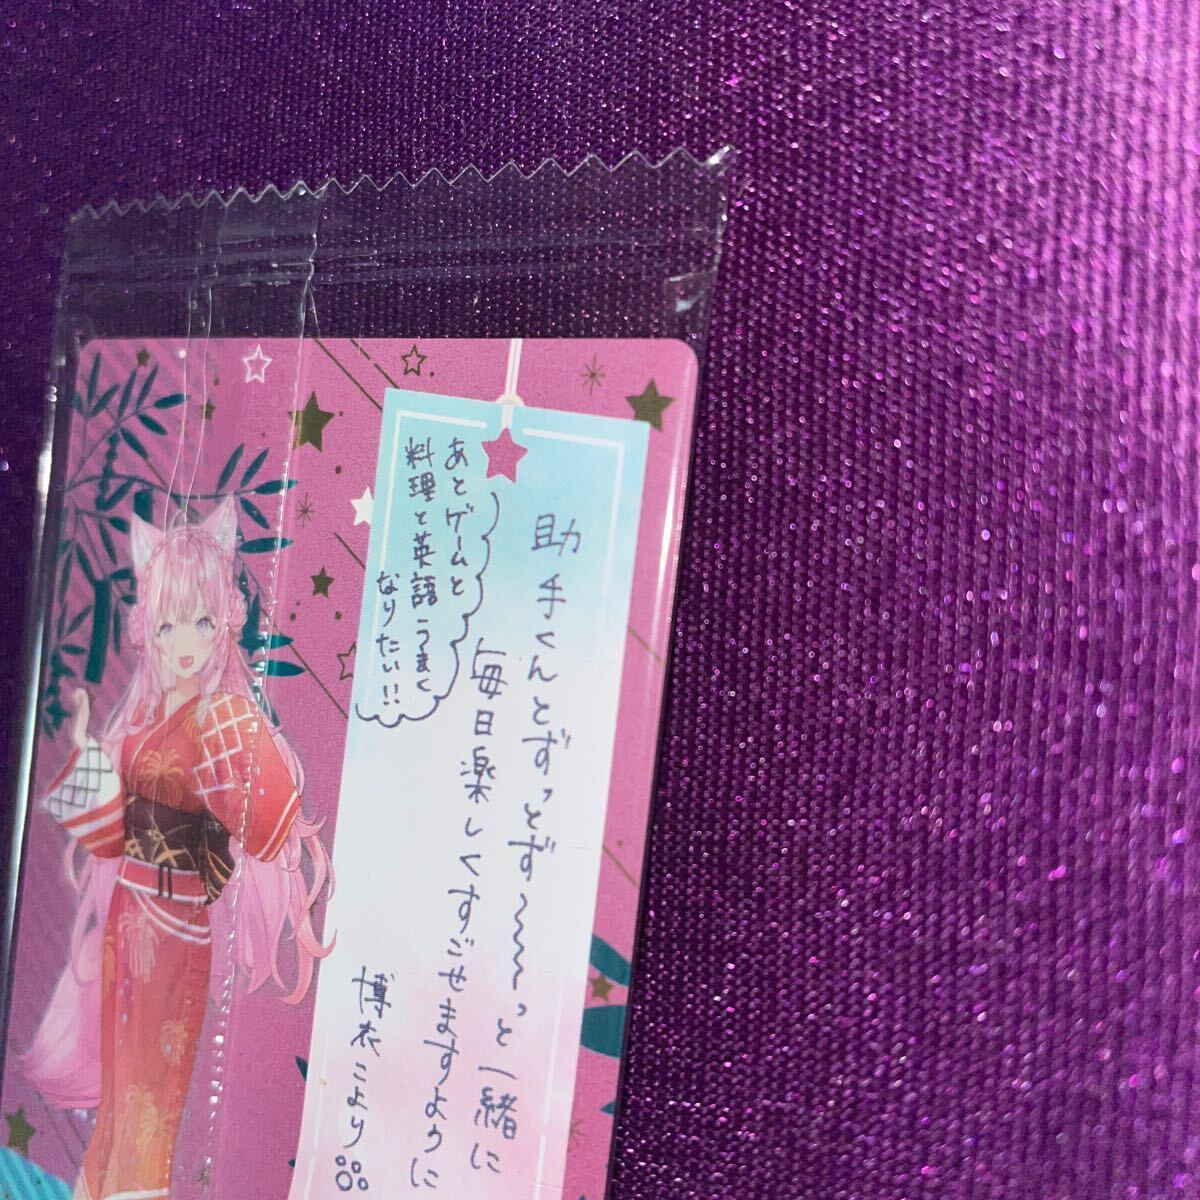 助手くんとずっとず〜〜〜っと一緒に
毎日楽しくすごせますように
あとゲームと
料理と英語うまく
なりたい!!
博衣こより